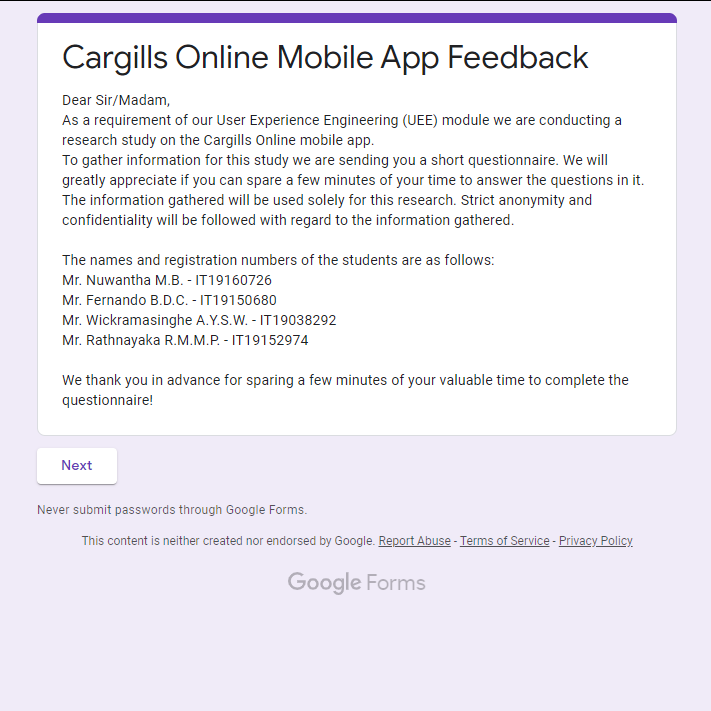 Cargills Online Mobile App Feedback
Dear Sir/Madam,
As a requirement of our User Experience Engineering (UEE) module we are conducting a
research study on the Cargills Online mobile app.
To gather information for this study we are sending you a short questionnaire. We will
greatly appreciate if you can spare a few minutes of your time to answer the questions in it.
The information gathered will be used solely for this research. Strict anonymity and
confidentiality will be followed with regard to the information gathered.
The names and registration numbers of the students are as follows:
Mr. Nuwantha M.B. - IT19160726
Mr. Fernando B.D.C. - IT19150680
Mr. Wickramasinghe A.Y.S.W. - IT19038292
Mr. Rathnayaka R.M.M.P. - IT19152974
We thank you in advance for sparing a few minutes of your valuable time to complete the
questionnaire!
Next
Never submit passwords through Google Forms.
This content is neither created nor endorsed by Google. Report Abuse - Terms of Service - Privacy Policy
Google Forms